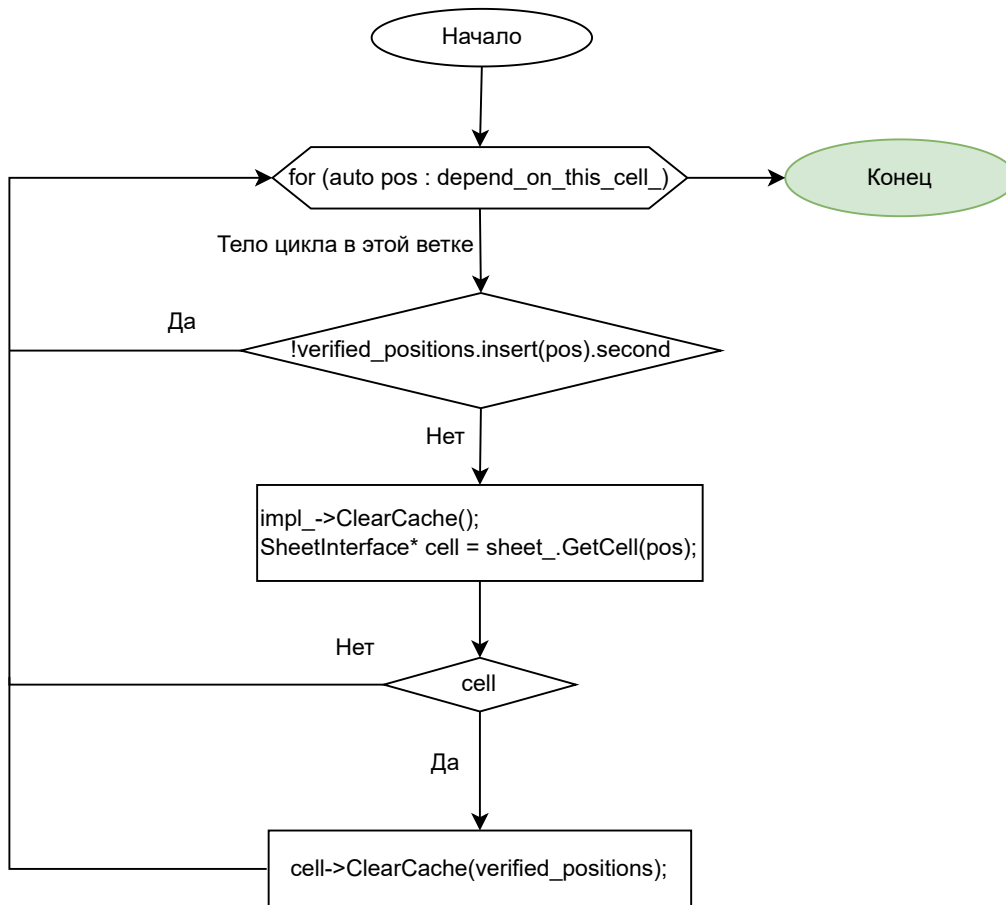 Начало
for (auto pos : depend_on_this_cell_)
Конец
Тело цикла в этой ветке
Да
!verified_positions.insert(pos).second
Нет
impl_->ClearCache();
SheetInterface* cell = sheet_.GetCell(pos);
Нет
cell
Да
cell->ClearCache(verified_positions);